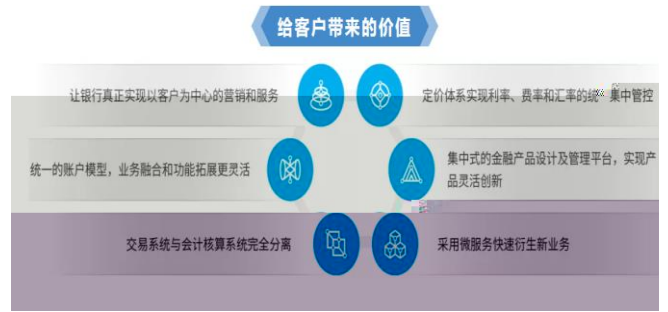 给客户带来的价值
让银行真正实现以客户为中心的营销和服务
定价体系实现利率、费率和汇率的统 集中管控
统一的账户模型，业务融合和功能拓展更灵活
集中式的金融产品设计及管理平台，实现产
品灵活创新
交易系统与会计核算系统完全分离
采用微服务快速衍生新业务